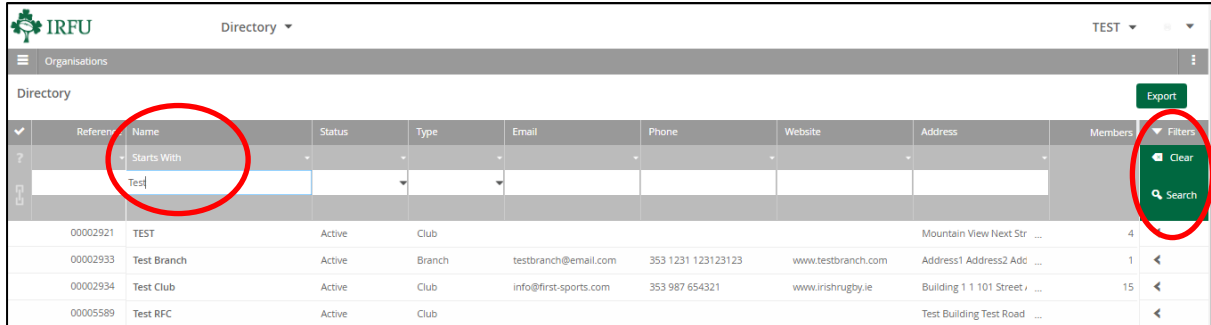 IRFU Directory TEST
Organisations
Directory Export
Reference Name Status Type Email Phone Website Address Members Filters
? Starts With Clear
Test
Search
00002921 TEST Active Club Mountain View Next Str ... 4
00002933 Test Branch Active Branch testbranch@email.com 353 1231 123123123 www.testbranch.com Address1 Address2 Add ... 1
00002934 Test Club Active Club info@first-sports.com 353 987 654321 www.irishrugby.ie Building 1 1 101 Street ... 15
00005589 Test RFC Active Club Test Building Test Road ...